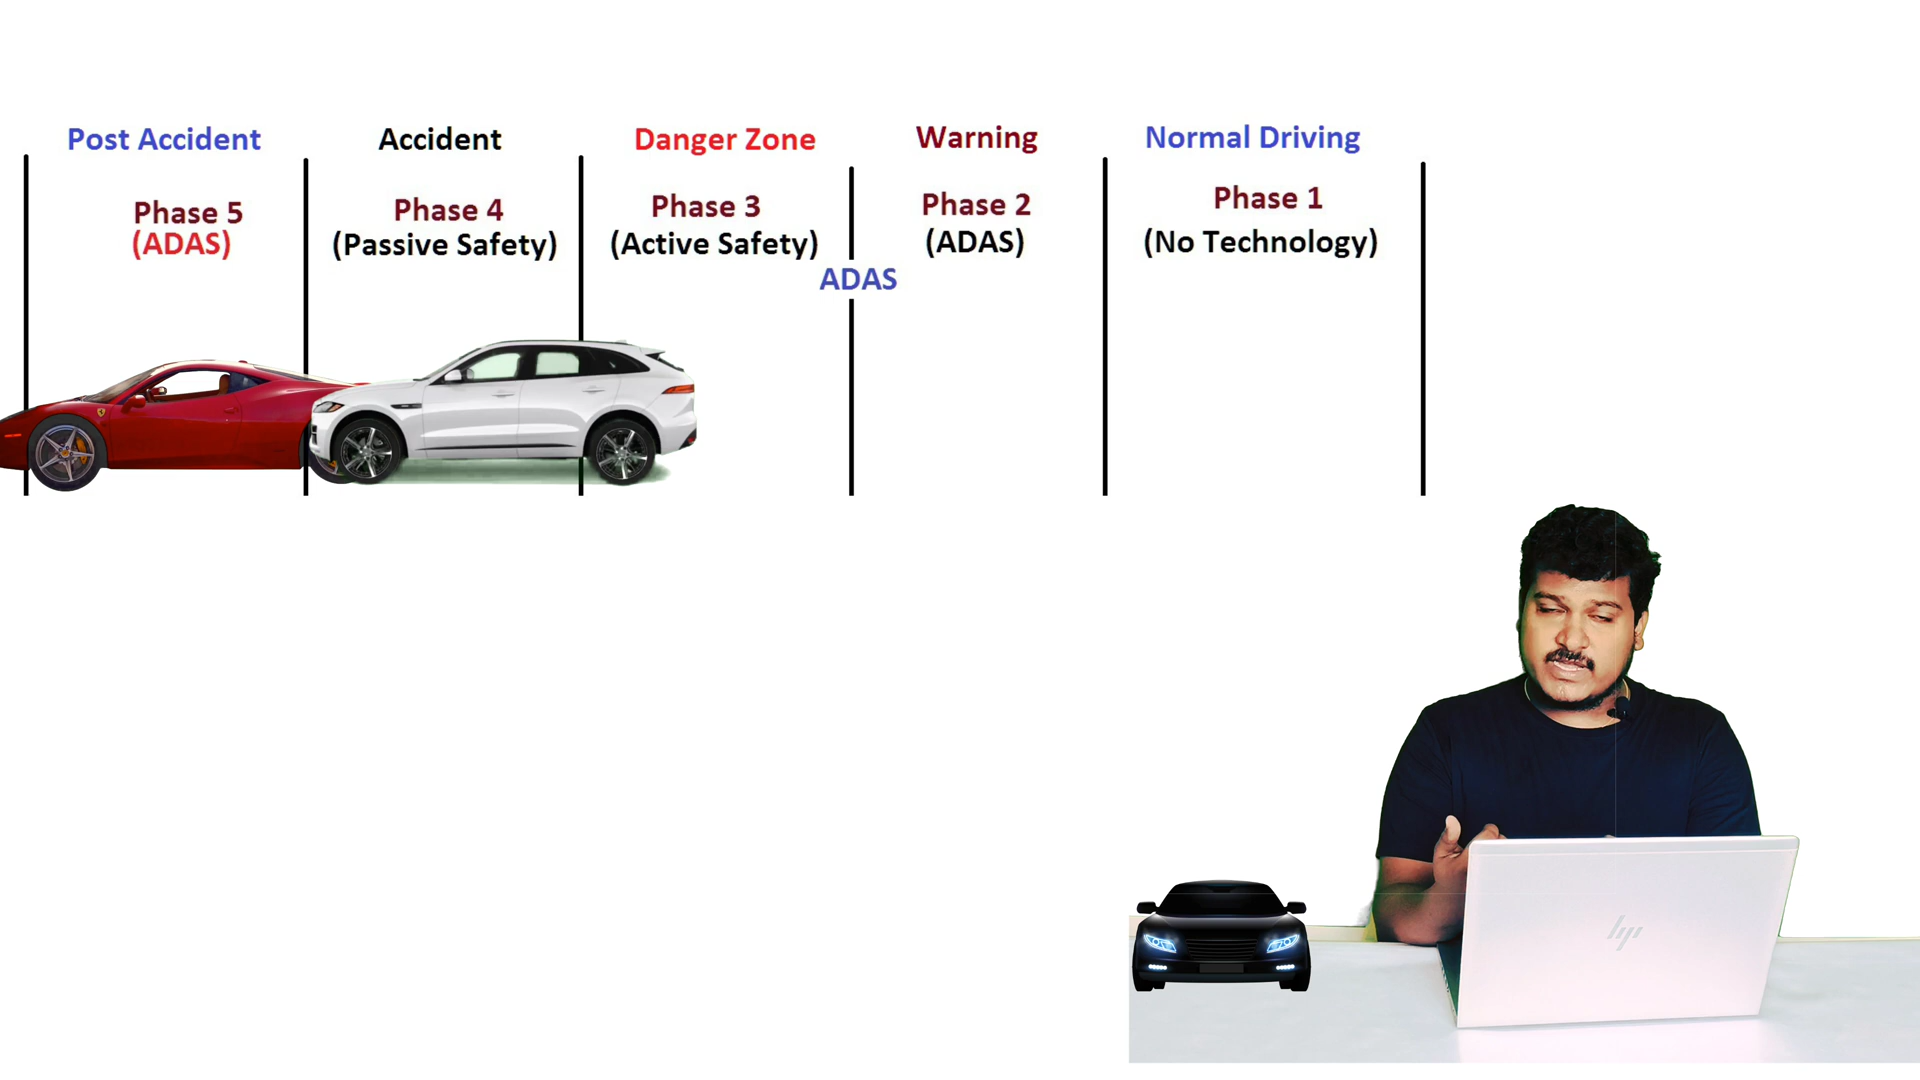 Post Accident
Accident
Danger Zone
Warning
Normal Driving
Phase 5
(ADAS)
Phase 4
(Passive Safety)
Phase 3
(Active Safety)
Phase 2
(ADAS)
Phase 1
(No Technology)
ADAS
hp